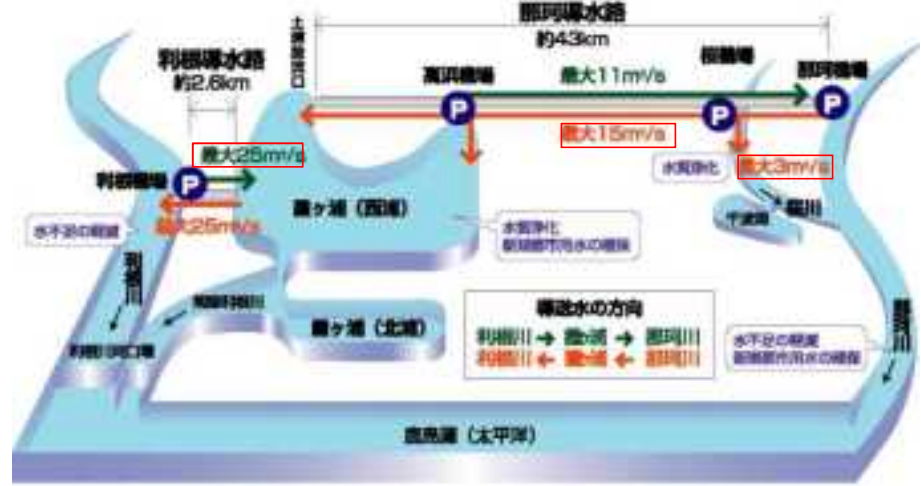 那珂導水路
約43km
土浦放流口
利根導水路
約2.6km
高浜機場
最大11m³/s
桜機場
那珂機場
P
P
P
最大15m³/s
最大25m³/s
水質浄化
最大3m³/s
利根機場
P
霞ヶ浦（西浦）
千波湖
桜川
最大25m³/s
水不足の軽減
水質浄化
新規都市用水の確保
利根川
常陸利根川
霞ヶ浦（北浦）
導送水の方向
利根川→霞ヶ浦→那珂川
利根川←霞ヶ浦←那珂川
那珂川
水不足の軽減
新規都市用水の確保
利根川河口堰
鹿島灘（太平洋）